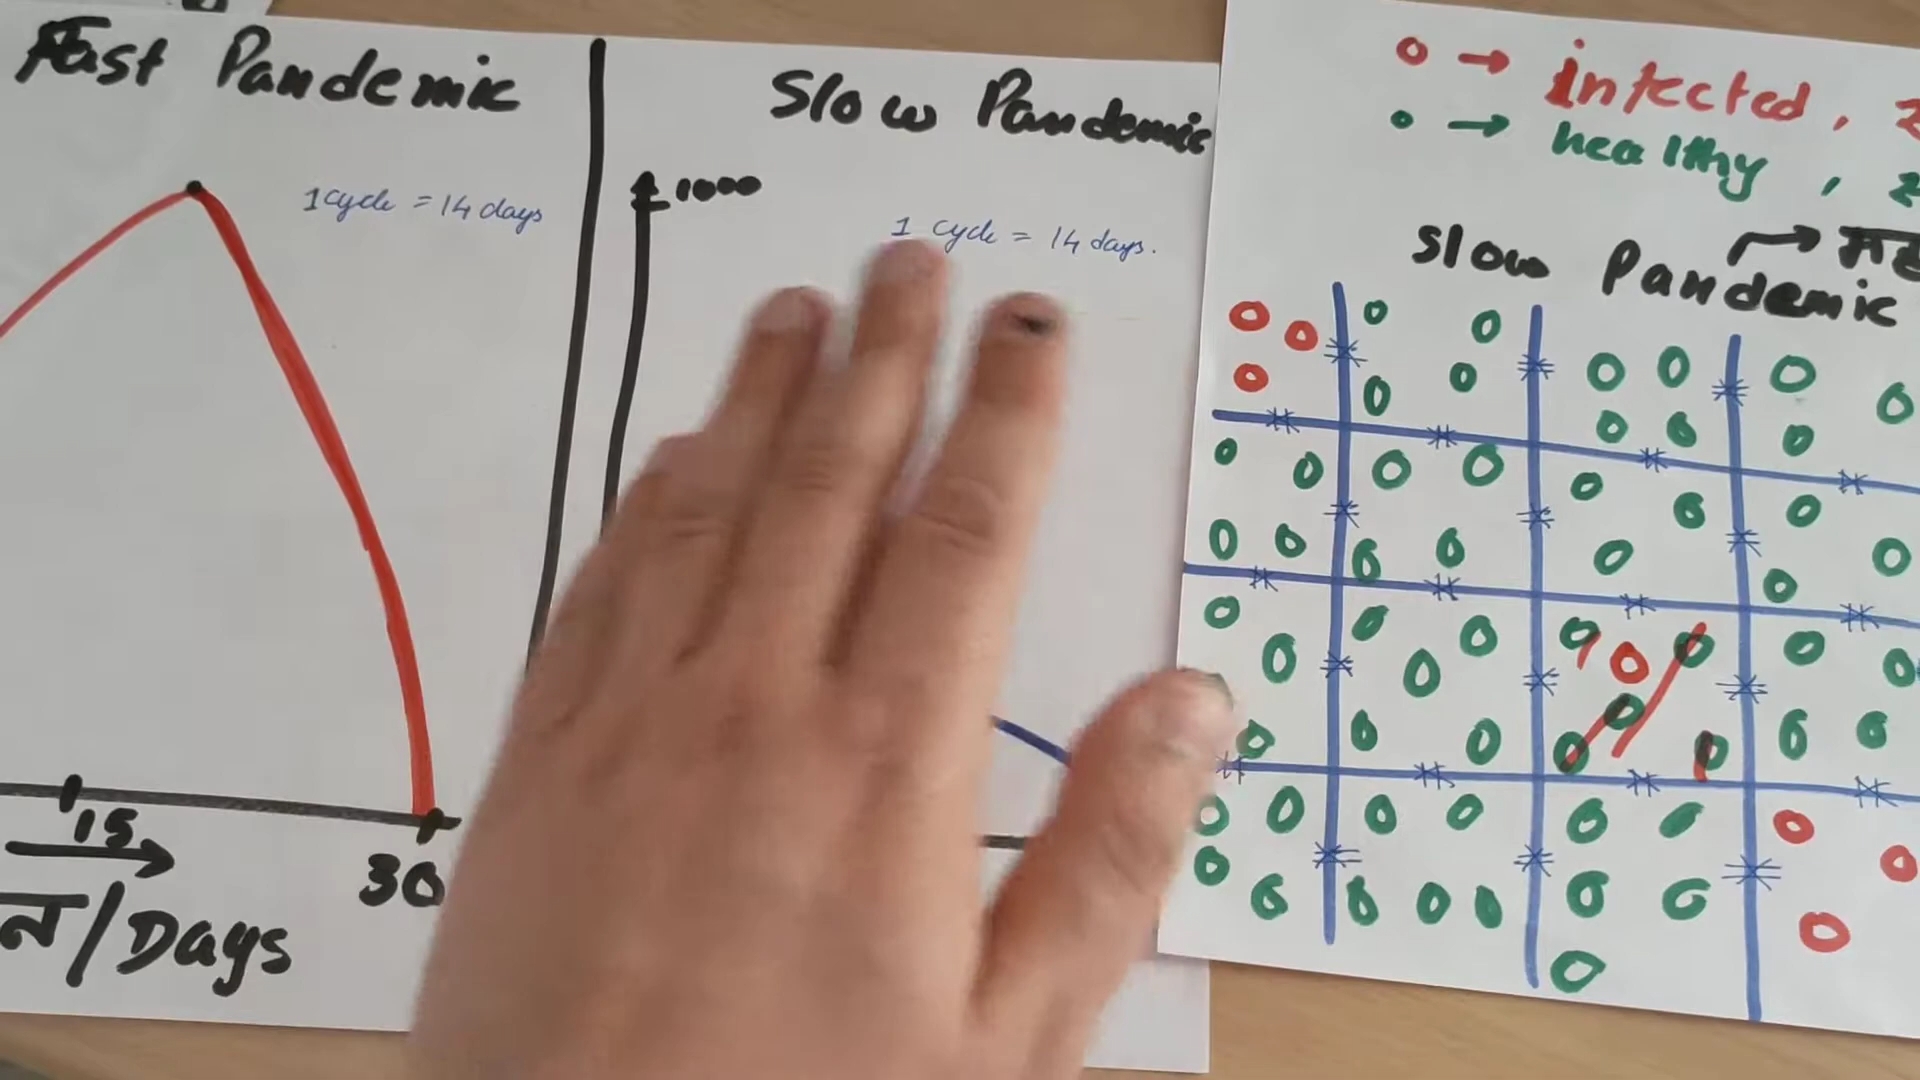 Fast Pandemic
1 cycle = 14 days
15
30
/Days
Slow Pandemic
1000
1 cycle = 14 days.
infected,
healthy,
Slow Pandemic